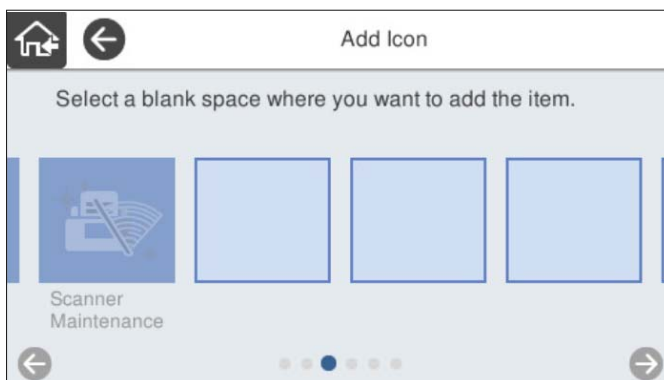 Add Icon
Select a blank space where you want to add the item.
Scanner
Maintenance